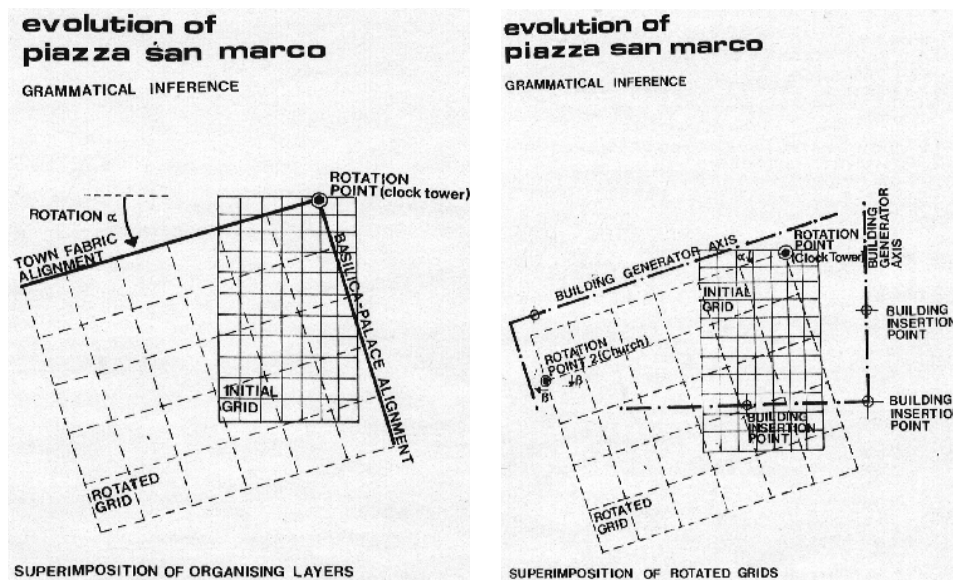 evolution of
piazza san marco
GRAMMATICAL INFERENCE
ROTATION
POINT (clock tower)
ROTATION α
TOWN FABRIC
ALIGNMENT
BASILICA-PALACE ALIGNMENT
INITIAL
GRID
ROTATED
GRID
SUPERIMPOSITION OF ORGANISING LAYERS
evolution of
piazza san marco
GRAMMATICAL INFERENCE
BUILDING GENERATOR AXIS
α
ROTATION
POINT
(Clock Tower)
BUILDING
GENERATOR
AXIS
INITIAL
GRID
BUILDING
INSERTION
POINT
ROTATION
POINT 2 (Church)
β
β
BUILDING
INSERTION
POINT
BUILDING
INSERTION
POINT
ROTATED
GRID
SUPERIMPOSITION OF ROTATED GRIDS